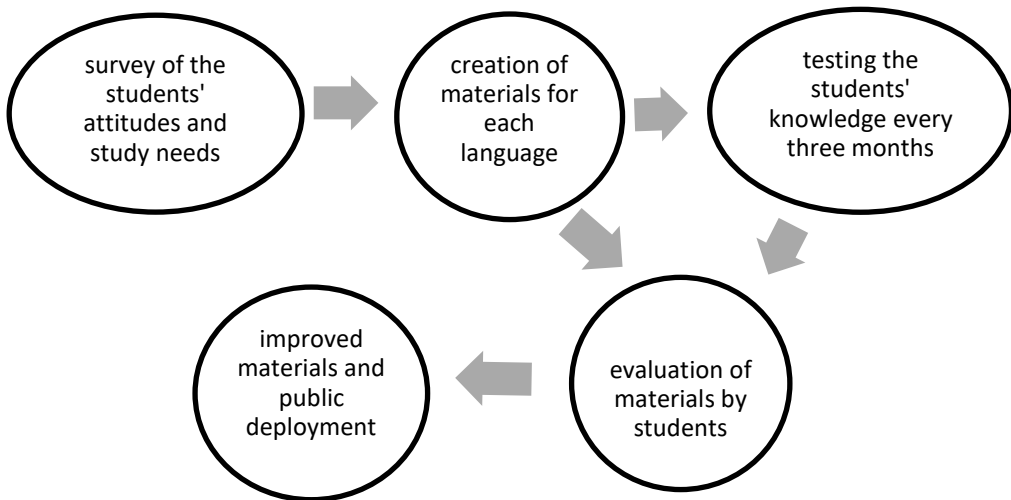 survey of the
students'
attitudes and
study needs
creation of
materials for
each
language
testing the
students'
knowledge every
three months
improved
materials and
public
deployment
evaluation of
materials by
students